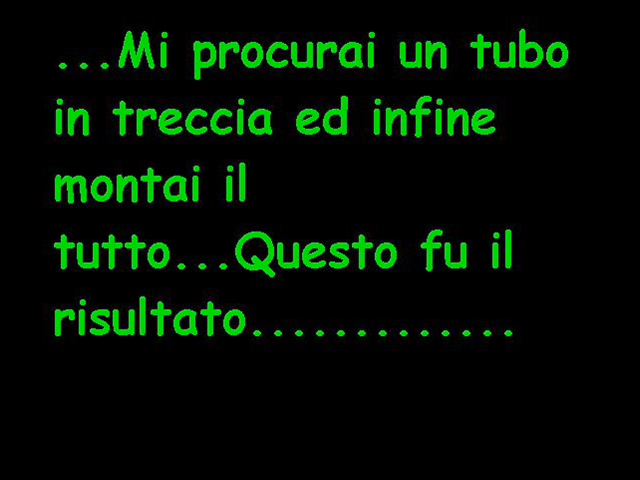 ...Mi procurai un tubo
in treccia ed infine
montai il
tutto...Questo fu il
risultato.............